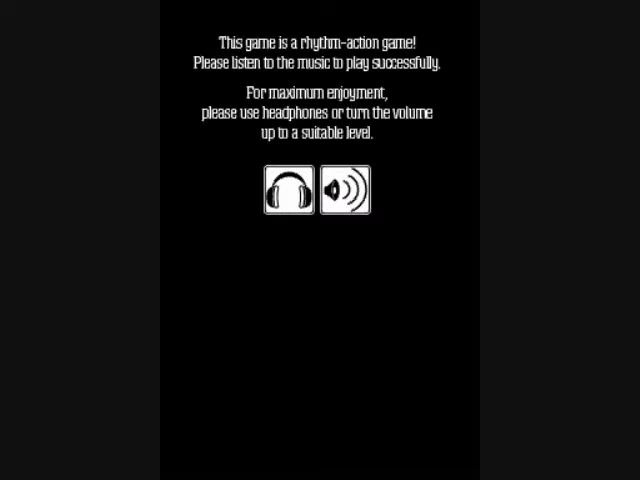 This game is a rhythm-action game!
Please listen to the music to play successfully.
For maximum enjoyment,
please use headphones or turn the volume
up to a suitable level.